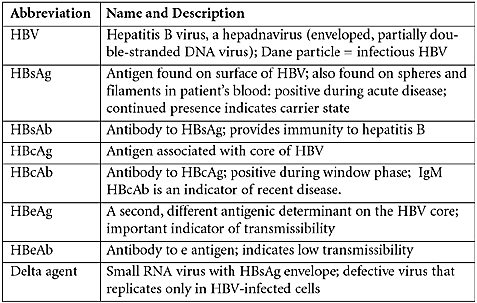 Abbreviation Name and Description
HBV Hepatitis B virus, a hepadnavirus (enveloped, partially dou-
ble-stranded DNA virus); Dane particle = infectious HBV
HBsAg Antigen found on surface of HBV; also found on spheres and
filaments in patient's blood: positive during acute disease;
continued presence indicates carrier state
HBsAb Antibody to HBsAg; provides immunity to hepatitis B
HBcAg Antigen associated with core of HBV
HBcAb Antibody to HBcAg; positive during window phase; IgM
HBcAb is an indicator of recent disease.
HBeAg A second, different antigenic determinant on the HBV core;
important indicator of transmissibility
HBeAb Antibody to e antigen; indicates low transmissibility
Delta agent Small RNA virus with HBsAg envelope; defective virus that
replicates only in HBV-infected cells